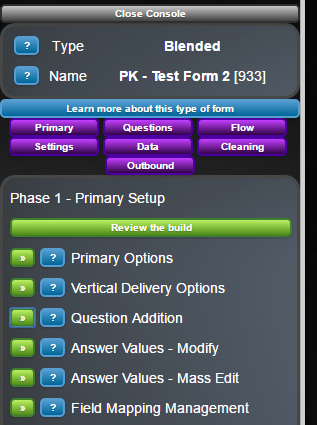 Close Console
? Type Blended
? Name PK - Test Form 2 [933]
Learn more about this type of form
Primary Questions Flow
Settings Data Cleaning
Outbound
Phase 1 - Primary Setup
Review the build
» ? Primary Options
» ? Vertical Delivery Options
» ? Question Addition
» ? Answer Values - Modify
» ? Answer Values - Mass Edit
» ? Field Mapping Management